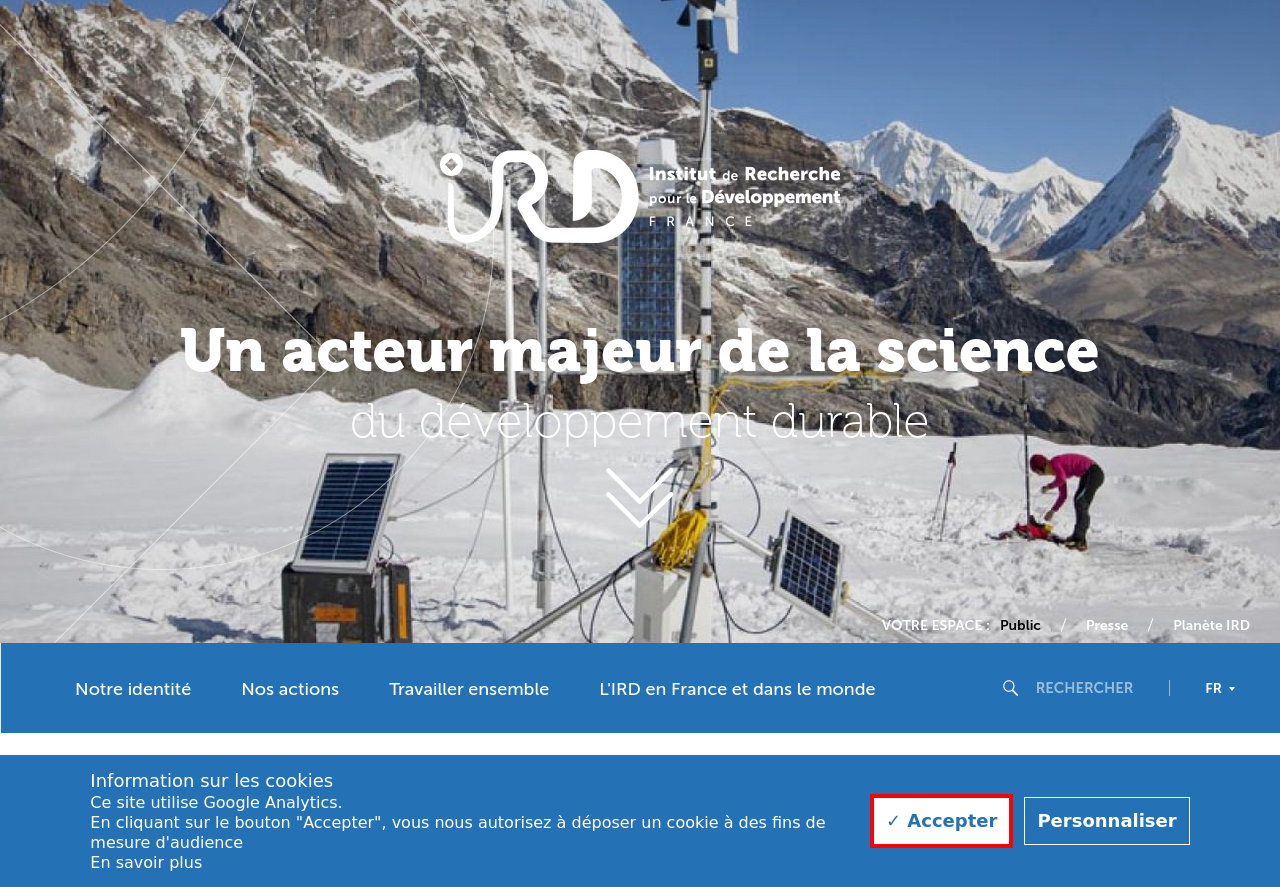 iRD
Institut de Recherche
pour le Développement
FRANCE
Un acteur majeur de la science
du développement durable
VOTRE ESPACE : Public / Presse / Planète IRD
Notre identité Nos actions Travailler ensemble L'IRD en France et dans le monde RECHERCHER FR
Information sur les cookies
Ce site utilise Google Analytics.
En cliquant sur le bouton "Accepter", vous nous autorisez à déposer un cookie à des fins de
mesure d'audience
En savoir plus
✓ Accepter Personnaliser